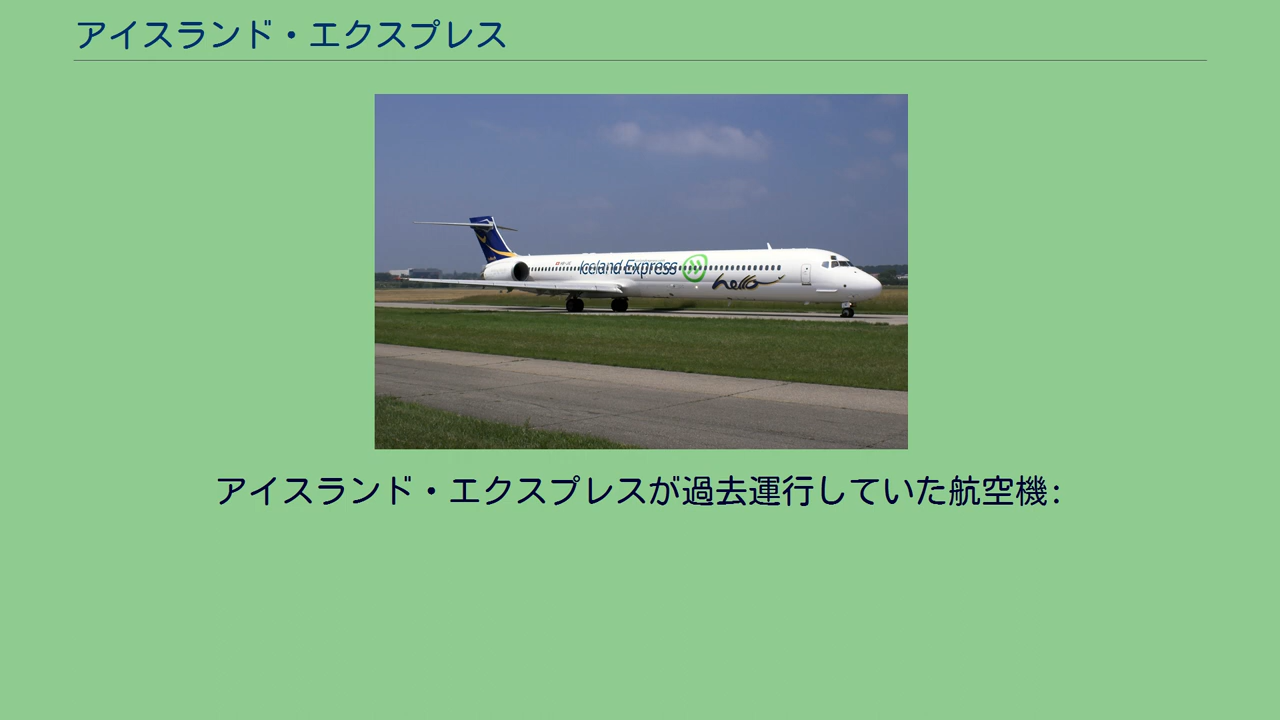 アイスランド・エクスプレス
Iceland Express
hello
アイスランド・エクスプレスが過去運行していた航空機: